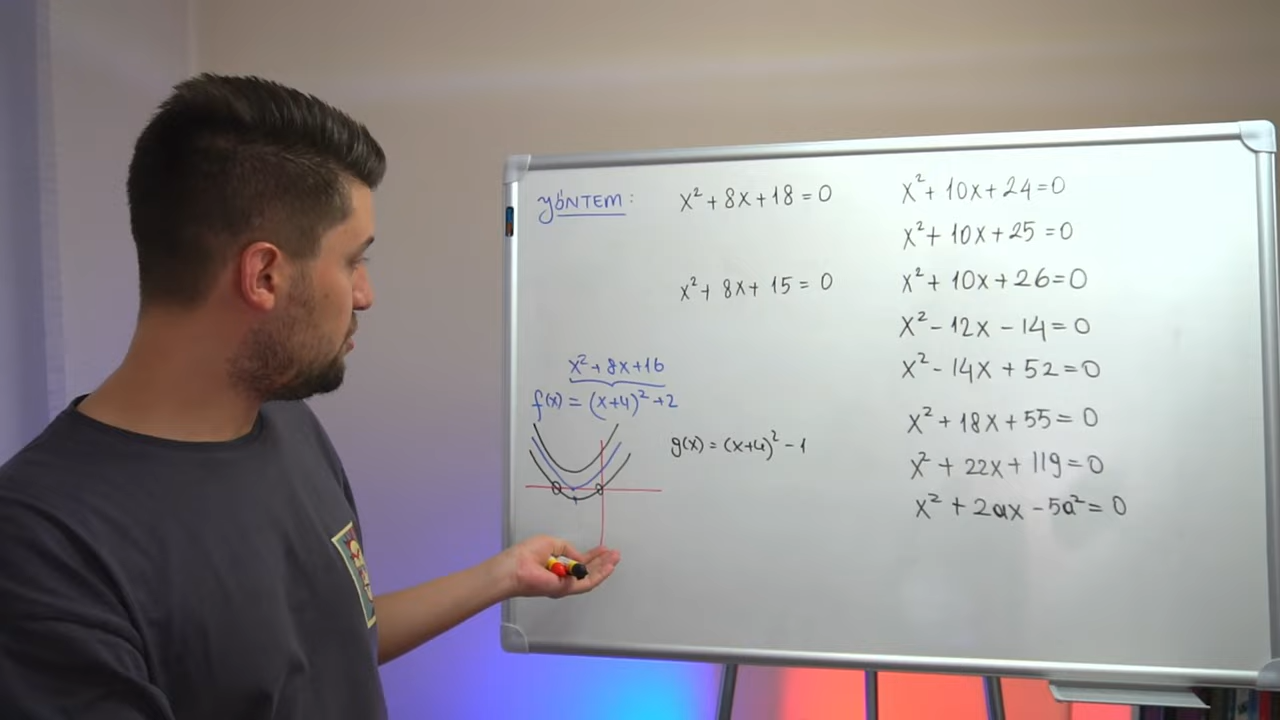 YÖNTEM:
x² + 8x + 18 = 0
x² + 8x + 15 = 0
x² + 8x + 16
f(x) = (x+4)² + 2
g(x) = (x+4)² - 1
x² + 10x + 24 = 0
x² + 10x + 25 = 0
x² + 10x + 26 = 0
x² - 12x - 14 = 0
x² - 14x + 52 = 0
x² + 18x + 55 = 0
x² + 22x + 119 = 0
x² + 2ax - 5a² = 0